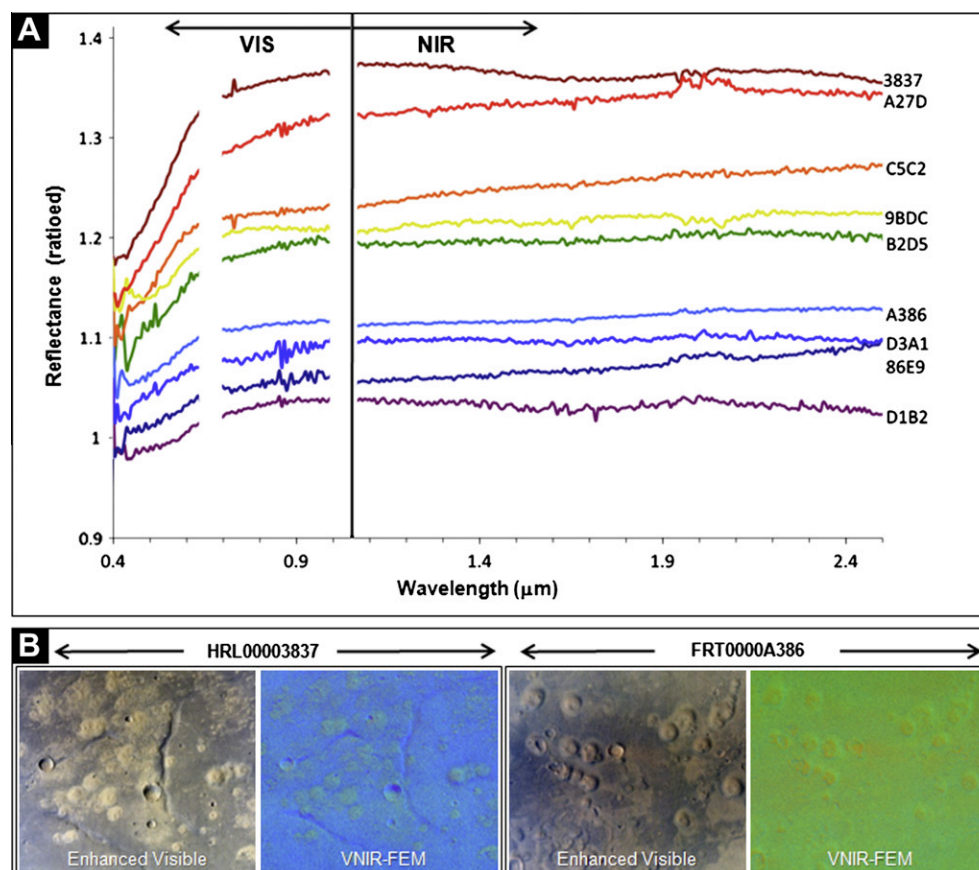 A
VIS
NIR
1.4
1.3
1.2
1.1
1
0.9
Reflectance (ratioed)
3837
A27D
C5C2
9BDC
B2D5
A386
D3A1
86E9
D1B2
0.4
0.9
1.4
1.9
2.4
Wavelength (μm)
B
HRL00003837
FRT0000A386
Enhanced Visible
VNIR-FEM
Enhanced Visible
VNIR-FEM